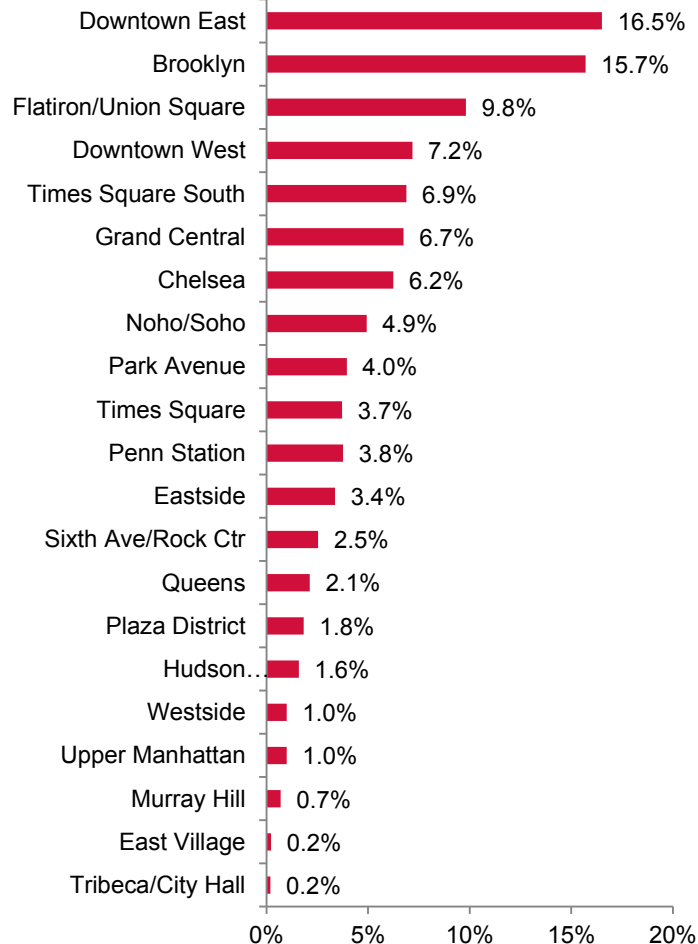 Downtown East 16.5%
Brooklyn 15.7%
Flatiron/Union Square 9.8%
Downtown West 7.2%
Times Square South 6.9%
Grand Central 6.7%
Chelsea 6.2%
Noho/Soho 4.9%
Park Avenue 4.0%
Times Square 3.7%
Penn Station 3.8%
Eastside 3.4%
Sixth Ave/Rock Ctr 2.5%
Queens 2.1%
Plaza District 1.8%
Hudson… 1.6%
Westside 1.0%
Upper Manhattan 1.0%
Murray Hill 0.7%
East Village 0.2%
Tribeca/City Hall 0.2%
0% 5% 10% 15% 20%